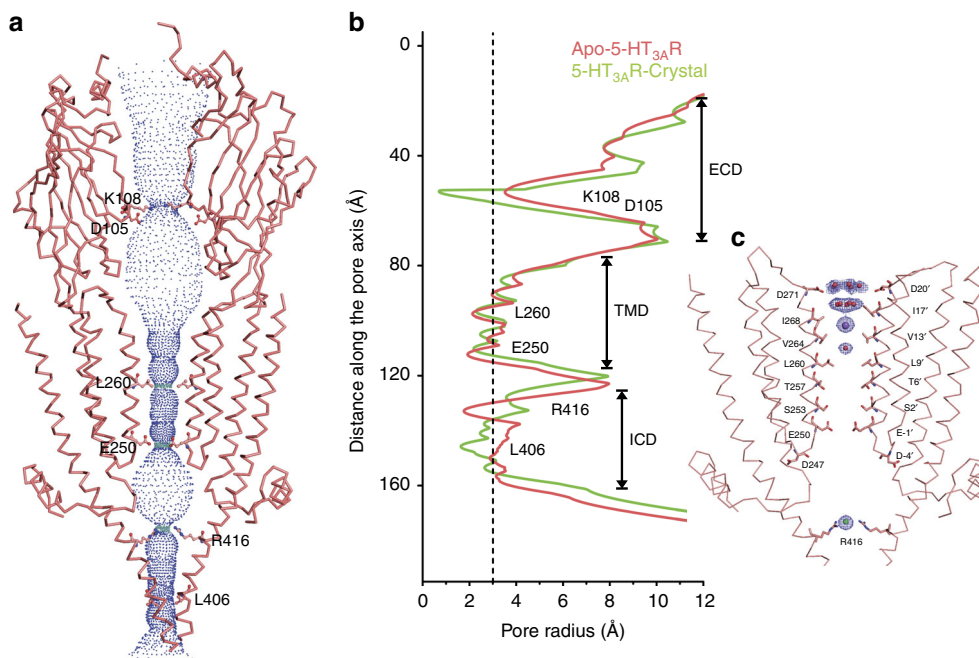 a
K108
D105
L260
E250
R416
L406
b
Apo-5-HT3AR
5-HT3AR-Crystal
0
40
80
120
160
Distance along the pore axis (Å)
K108
D105
ECD
L260
TMD
E250
R416
L406
ICD
0
2
4
6
8
10
12
Pore radius (Å)
c
D271
D20′
I268
I17′
V264
V13′
L260
L9′
T257
T6′
S253
S2′
E250
E-1′
D247
D-4′
R416